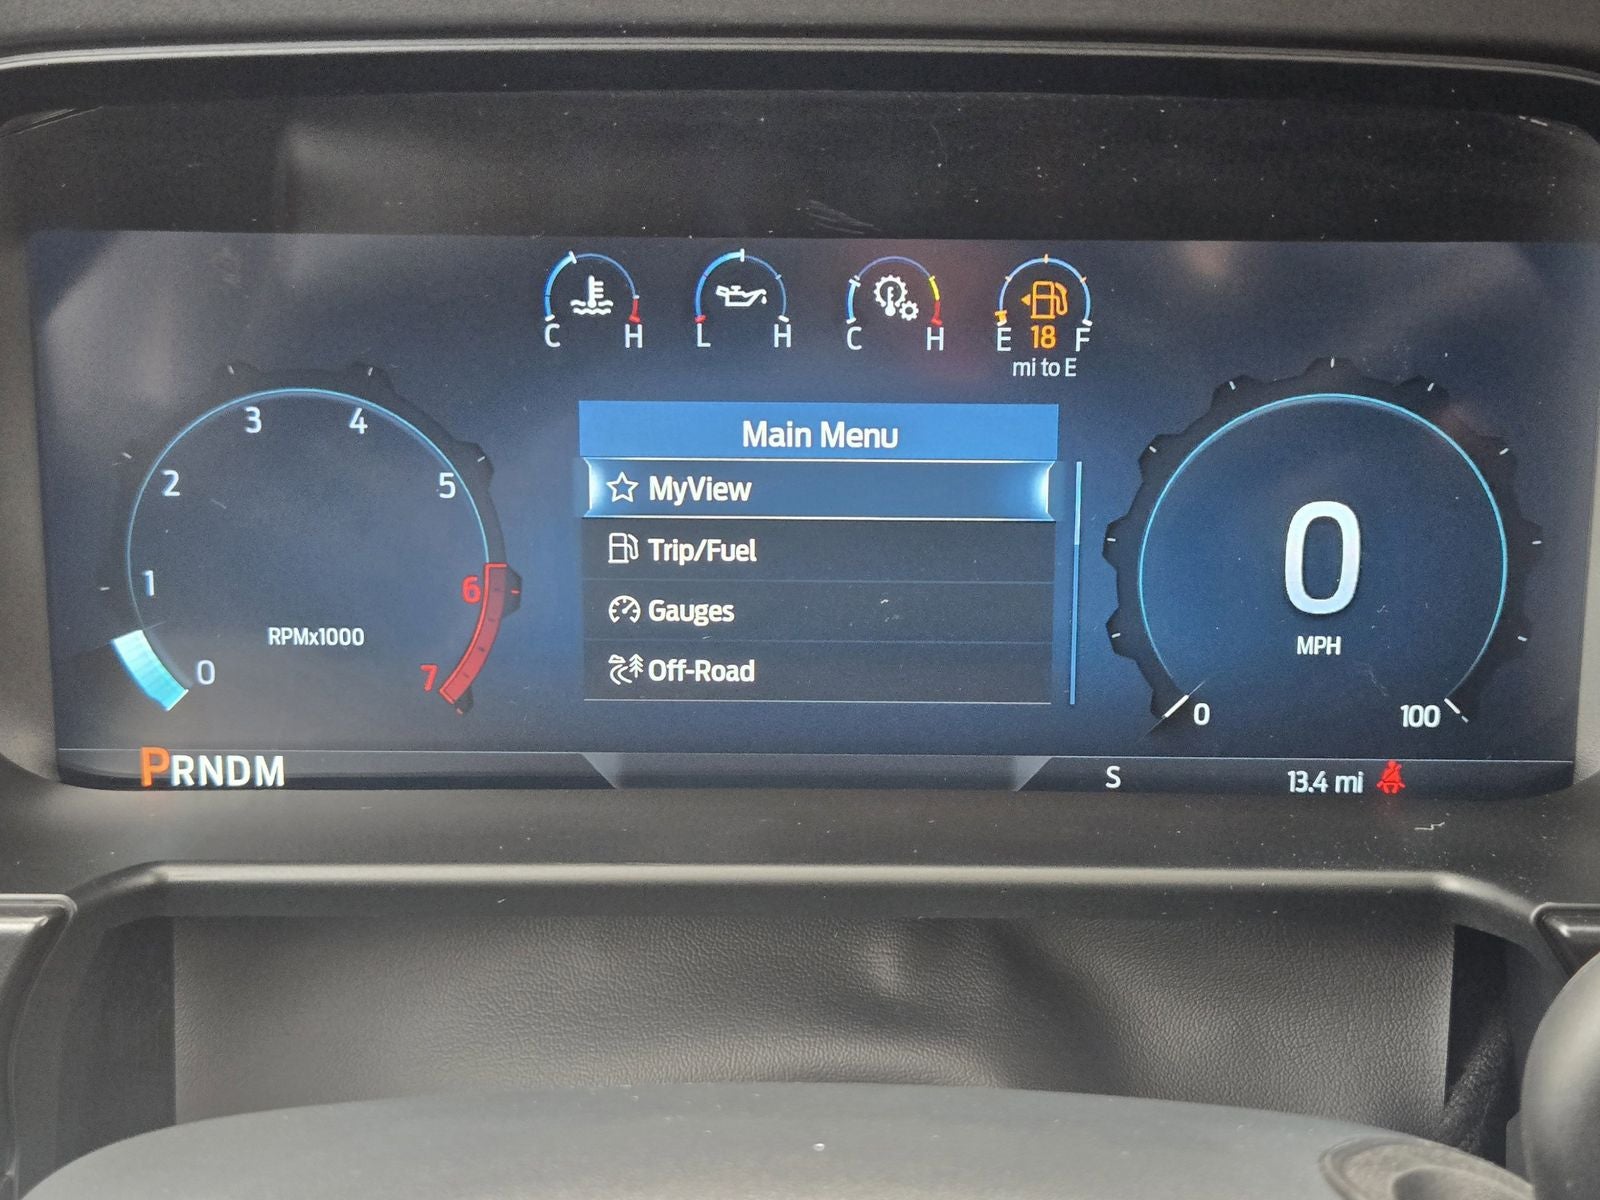 C H
L H
C H
E 18 F
mi to E
Main Menu
MyView
Trip/Fuel
Gauges
Off-Road
0
1
2
3
4
5
6
7
RPMx1000
0
MPH
0
100
PRNDM
S
13.4 mi